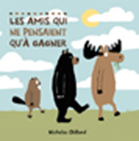 LES AMIS QUI
NE PENSAIENT
QU'À GAGNER
Nicholas Oldland